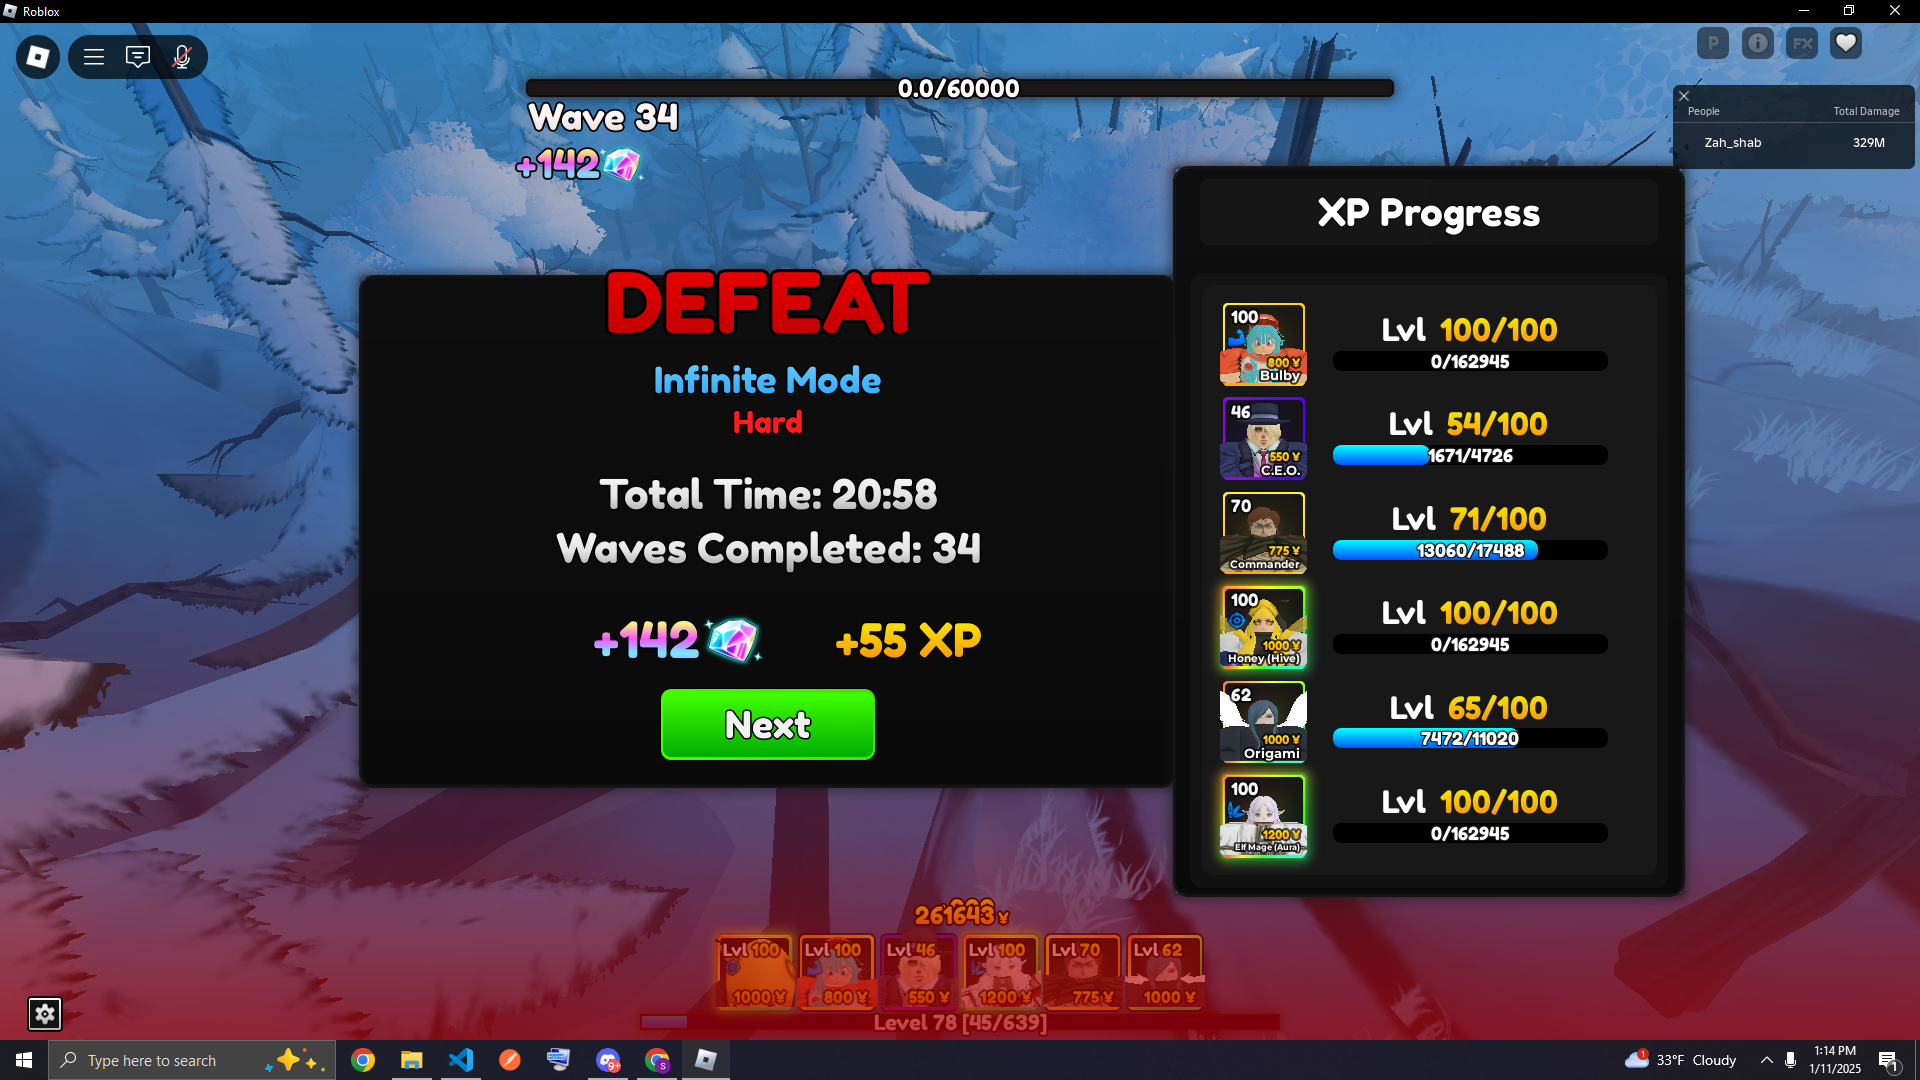 Roblox
P
FX
0.0/60000
Wave 34
+142
People Total Damage
Zah_shab 329M
XP Progress
DEFEAT
Infinite Mode
Hard
Total Time: 20:58
Waves Completed: 34
+142
+55 XP
Next
100
800 ¥
Bulby
Lvl 100/100
0/162945
46
550 ¥
C.E.O.
Lvl 54/100
1671/4726
70
775 ¥
Commander
Lvl 71/100
13060/17488
100
1000 ¥
Honey (Hive)
Lvl 100/100
0/162945
62
1000 ¥
Origami
Lvl 65/100
7472/11020
100
1200 ¥
Elf Mage (Aura)
Lvl 100/100
0/162945
261643 ¥
Lvl 100 Lvl 100 Lvl 46 Lvl 100 Lvl 70 Lvl 62
1000 ¥ 800 ¥ 550 ¥ 1200 ¥ 775 ¥ 1000 ¥
Level 78 [45/639]
Type here to search
9+
S
1
33°F Cloudy
1:14 PM
1/11/2025
1